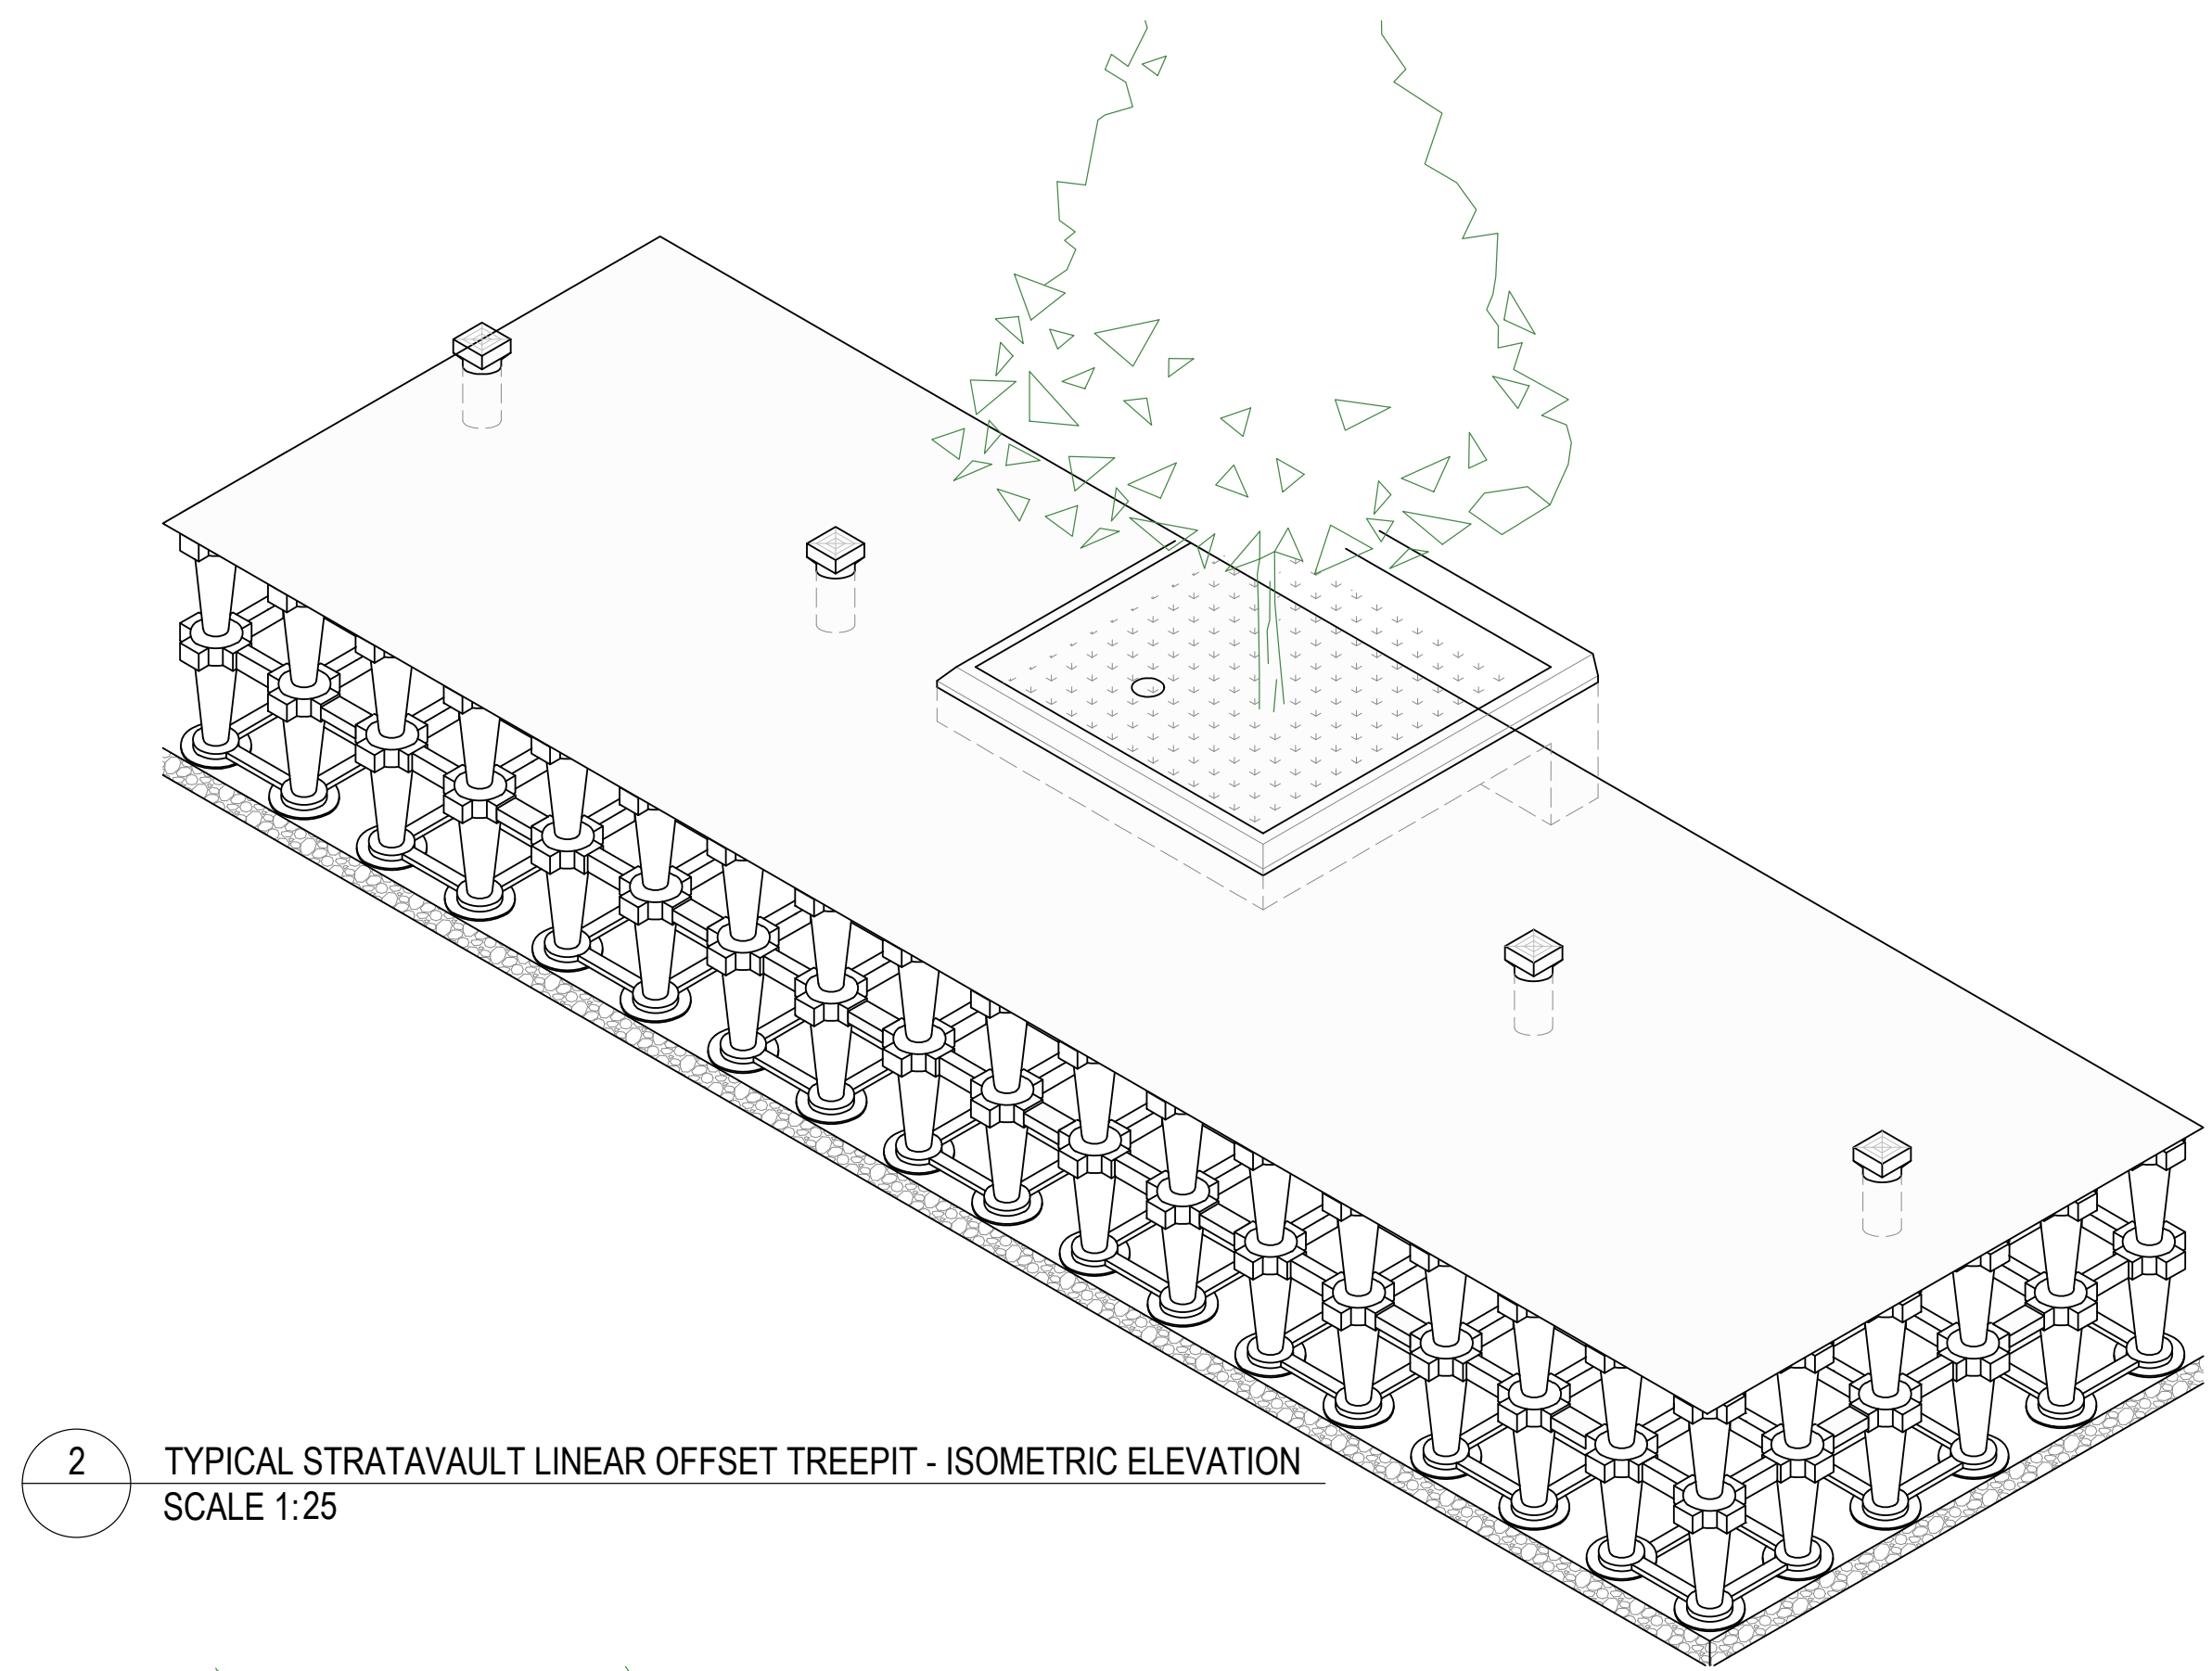 2
TYPICAL STRATAVAULT LINEAR OFFSET TREEPIT - ISOMETRIC ELEVATION
SCALE 1:25